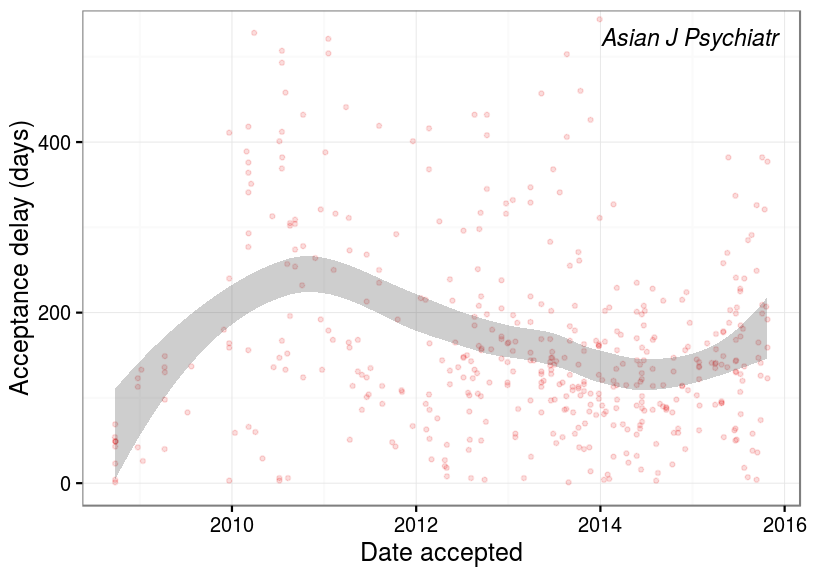 Asian J Psychiatr
Acceptance delay (days)
400
200
0
2010 2012 2014 2016
Date accepted